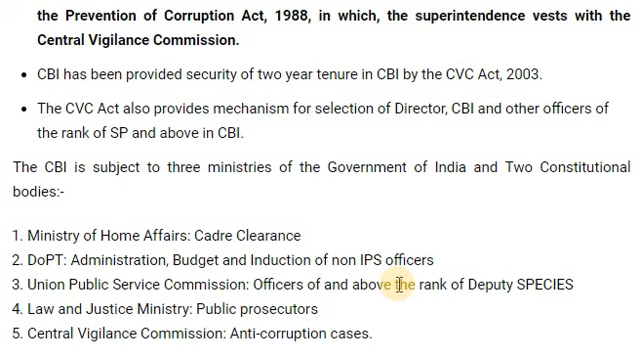 the Prevention of Corruption Act, 1988, in which, the superintendence vests with the
Central Vigilance Commission.
• CBI has been provided security of two year tenure in CBI by the CVC Act, 2003.
• The CVC Act also provides mechanism for selection of Director, CBI and other officers of
the rank of SP and above in CBI.
The CBI is subject to three ministries of the Government of India and Two Constitutional
bodies:-
1. Ministry of Home Affairs: Cadre Clearance
2. DoPT: Administration, Budget and Induction of non IPS officers
3. Union Public Service Commission: Officers of and above the rank of Deputy SPECIES
4. Law and Justice Ministry: Public prosecutors
5. Central Vigilance Commission: Anti-corruption cases.